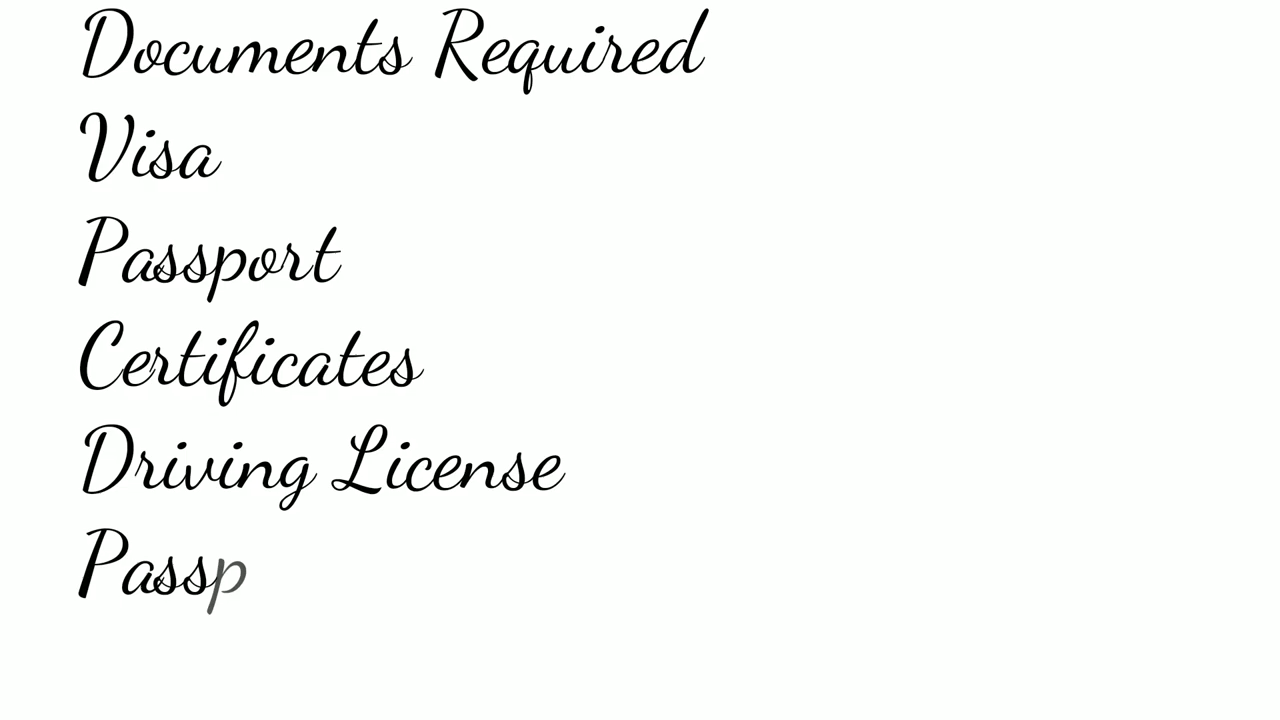 Documents Required
Visa
Passport
Certificates
Driving License
Passp